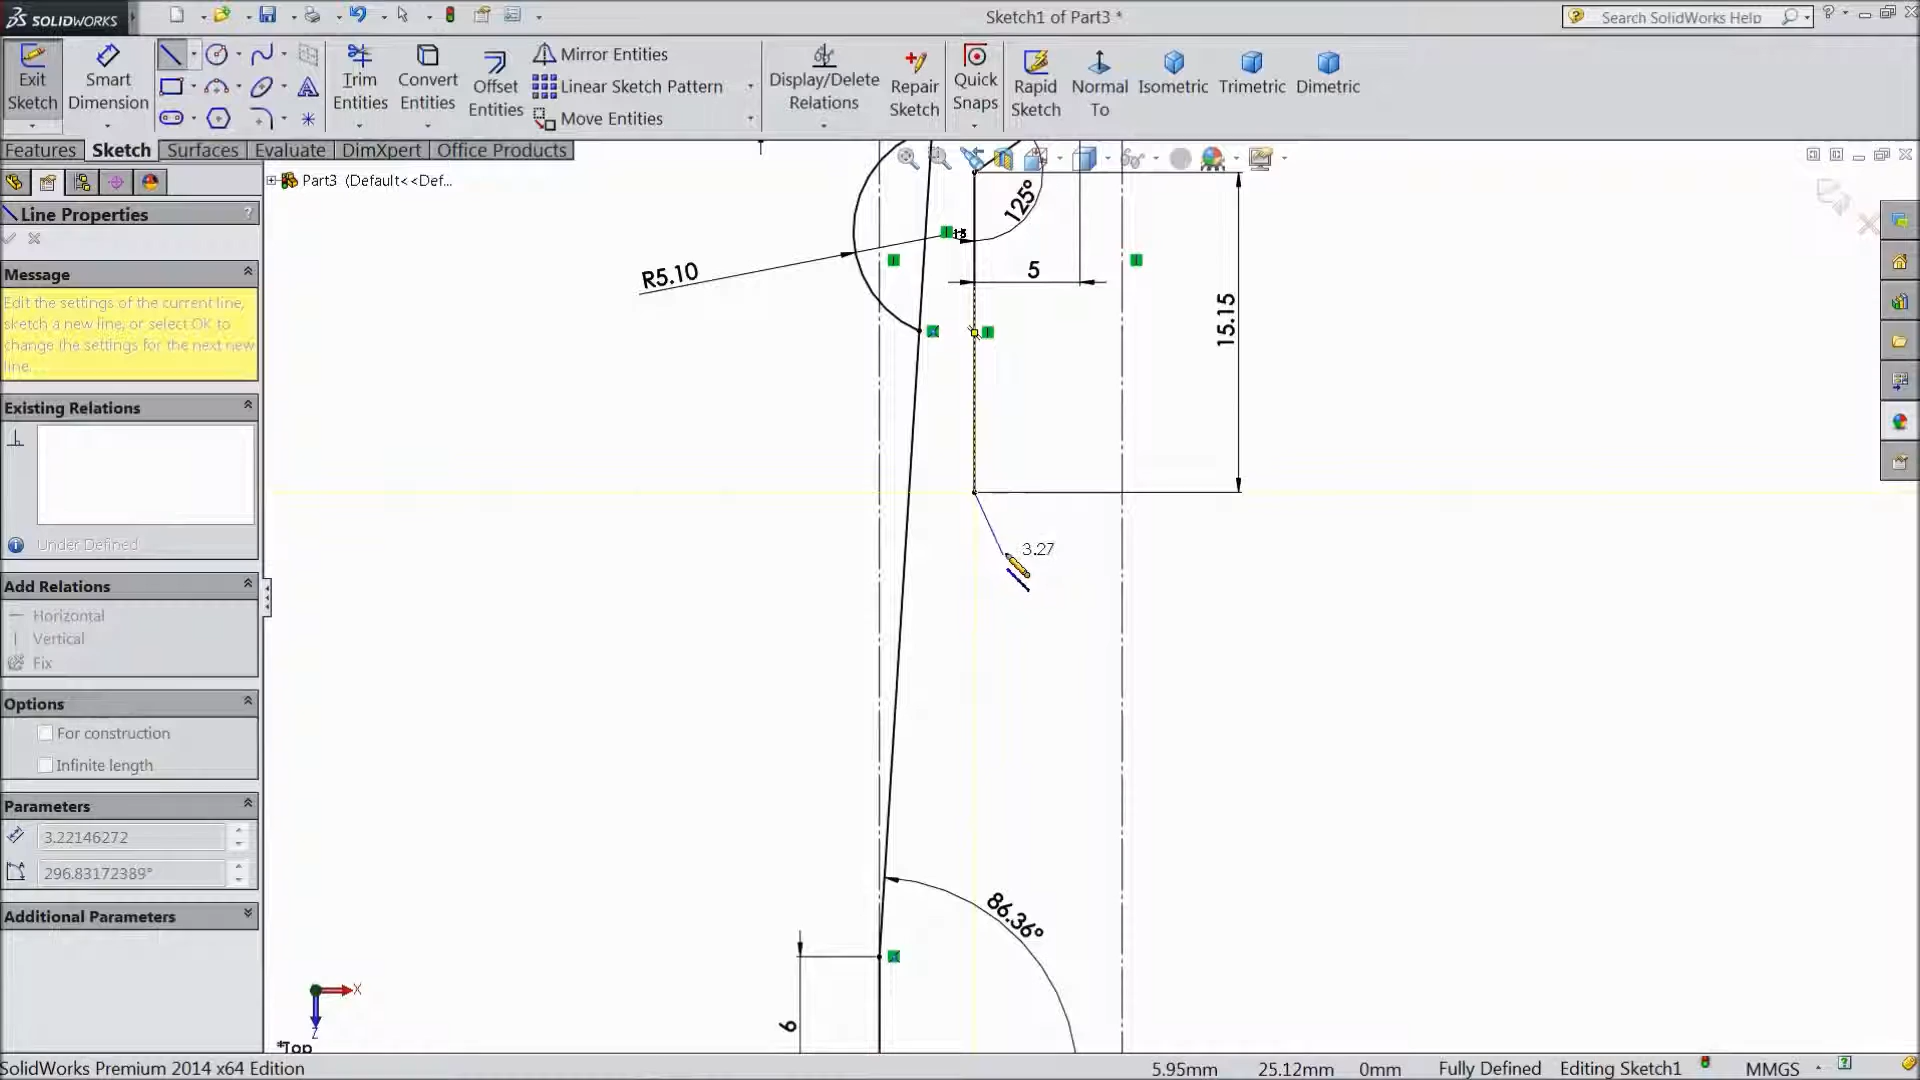 SOLIDWORKS
Sketch1 of Part3 *
Search SolidWorks Help
Exit Sketch
Smart Dimension
Trim Entities
Convert Entities
Offset Entities
Mirror Entities
Linear Sketch Pattern
Move Entities
Display/Delete Relations
Repair Sketch
Quick Snaps
Rapid Sketch
Normal To
Isometric
Trimetric
Dimetric
Features
Sketch
Surfaces
Evaluate
DimXpert
Office Products
Part3 (Default<<Def...
Line Properties
?
Message
Edit the settings of the current line,
sketch a new line, or select OK to
change the settings for the next new
line.
Existing Relations
Under Defined
Add Relations
Horizontal
Vertical
Fix
Options
For construction
Infinite length
Parameters
3.22146272
296.83172389°
Additional Parameters
125°
R5.10
5
15.15
3.27
86.36°
6
X
Z
*Top
SolidWorks Premium 2014 x64 Edition
5.95mm
25.12mm
0mm
Fully Defined
Editing Sketch1
MMGS